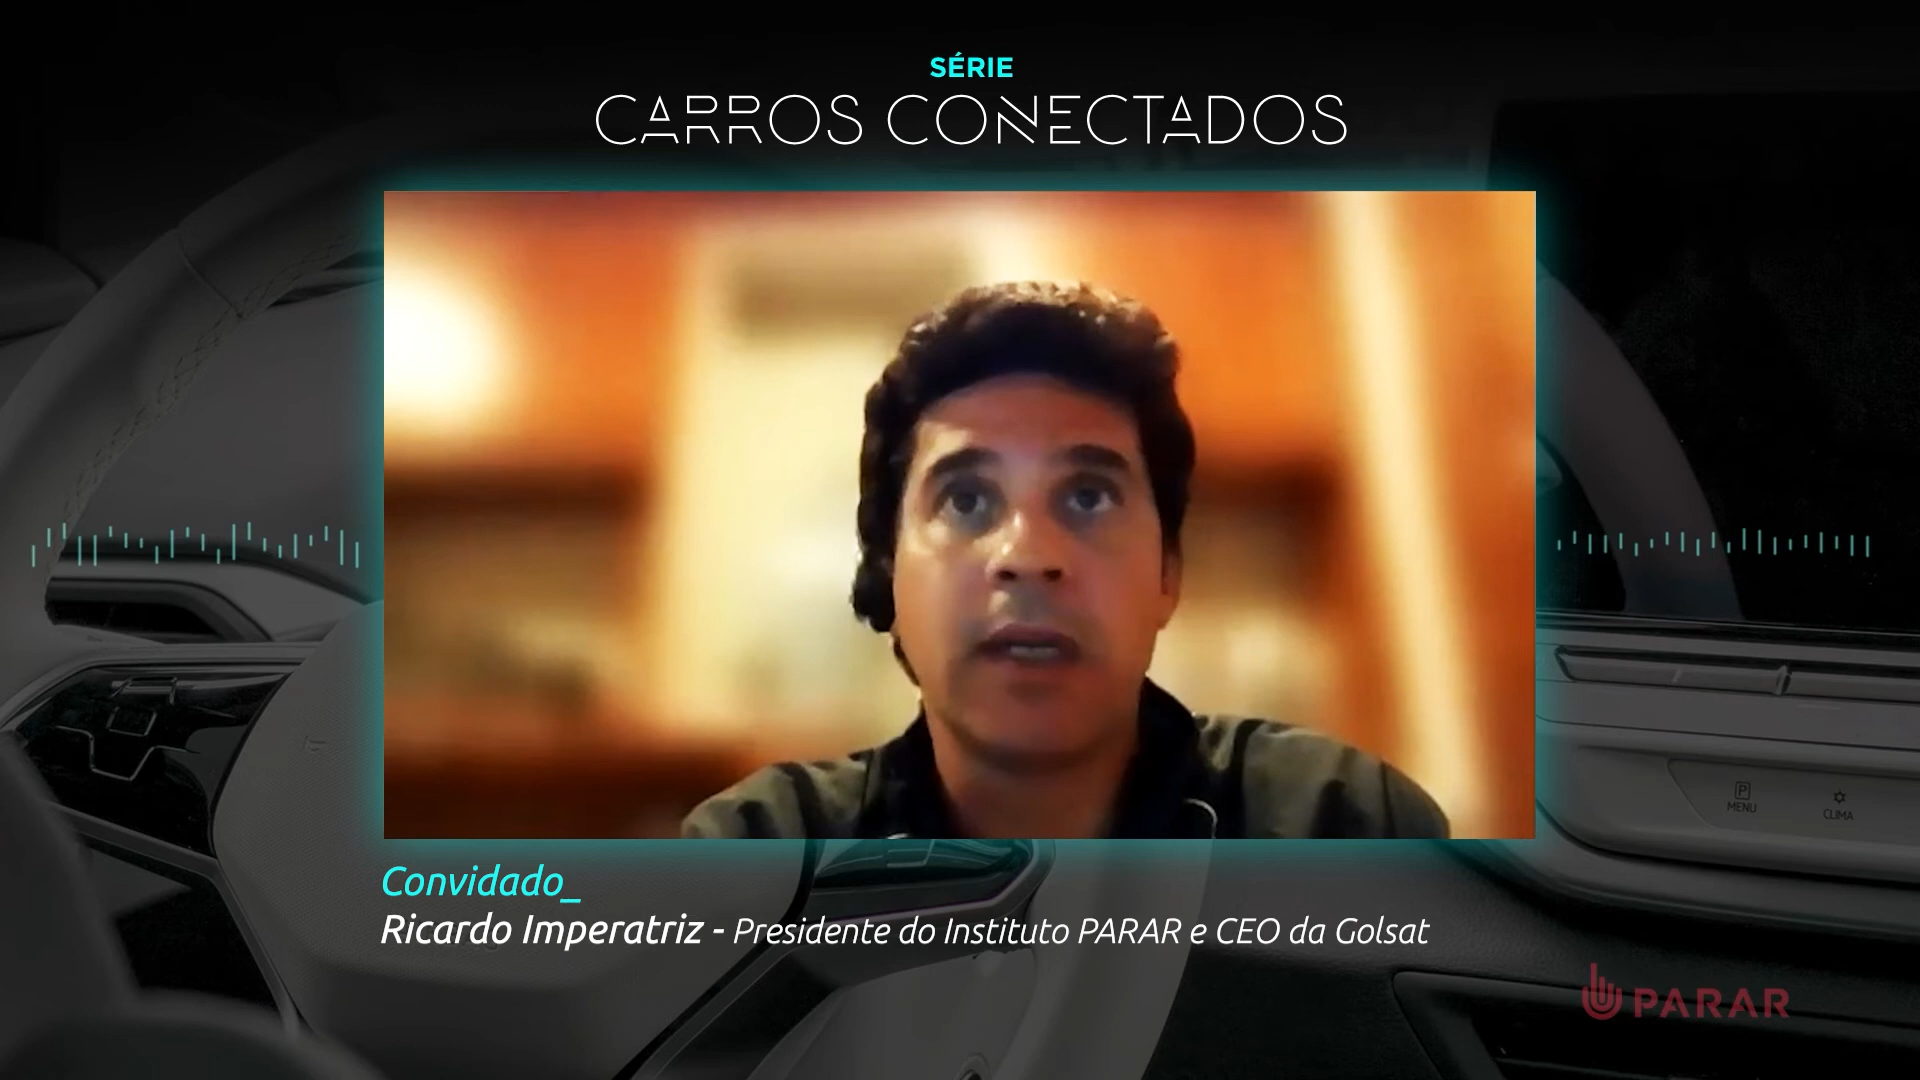 SÉRIE
CARROS CONECTADOS
Convidado_
Ricardo Imperatriz - Presidente do Instituto PARAR e CEO da Golsat
P
MENU
CLIMA
PARAR